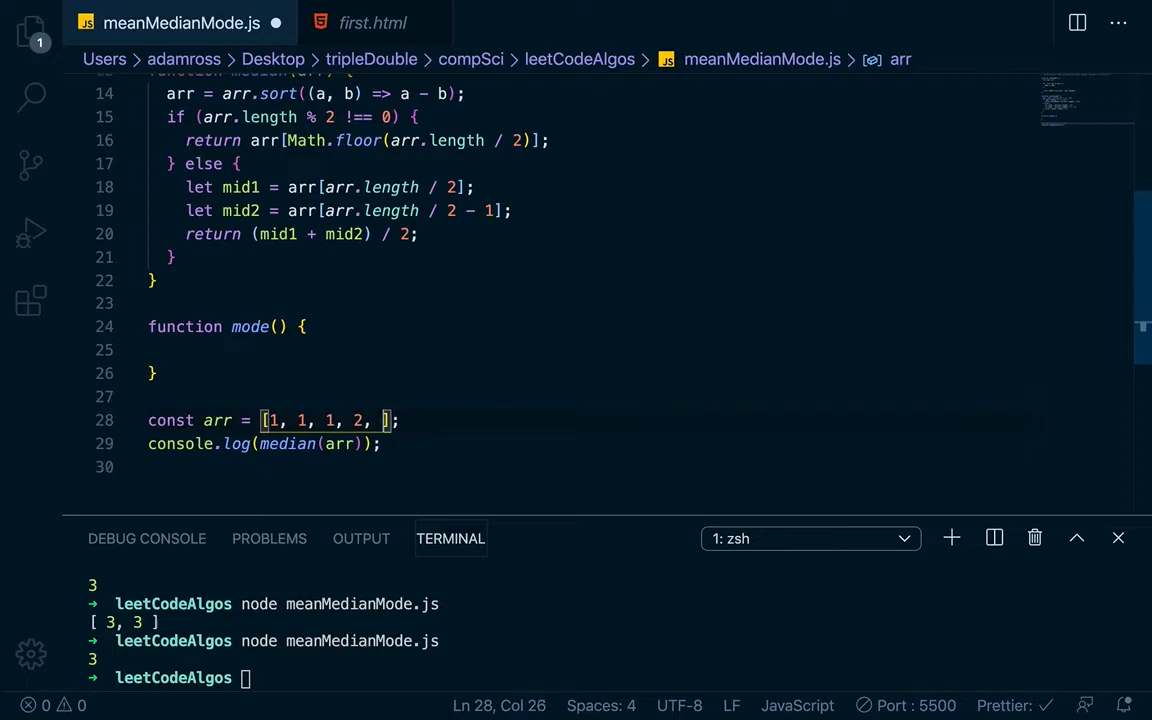 JS meanMedianMode.js ● first.html
1
Users > adamross > Desktop > tripleDouble > compSci > leetCodeAlgos > JS meanMedianMode.js > arr
14 arr = arr.sort((a, b) => a - b);
15 if (arr.length % 2 !== 0) {
16 return arr[Math.floor(arr.length / 2)];
17 } else {
18 let mid1 = arr[arr.length / 2];
19 let mid2 = arr[arr.length / 2 - 1];
20 return (mid1 + mid2) / 2;
21 }
22 }
23
24 function mode() {
25
26 }
27
28 const arr = [1, 1, 1, 2, ];
29 console.log(median(arr));
30
DEBUG CONSOLE PROBLEMS OUTPUT TERMINAL 1: zsh
3
→ leetCodeAlgos node meanMedianMode.js
[ 3, 3 ]
→ leetCodeAlgos node meanMedianMode.js
3
→ leetCodeAlgos
0 0 Ln 28, Col 26 Spaces: 4 UTF-8 LF JavaScript Port : 5500 Prettier: ✓